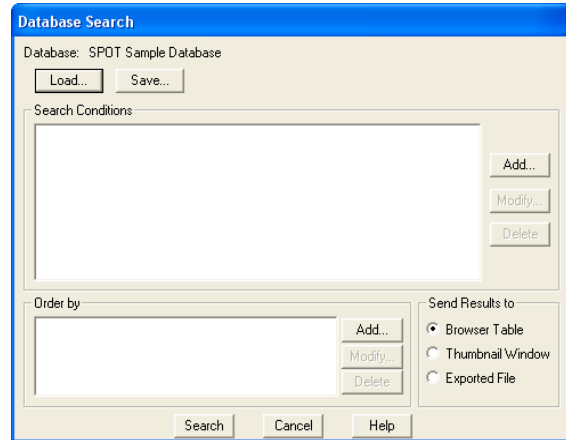 Database Search
Database: SPOT Sample Database
Load... Save...
Search Conditions
Add...
Modify...
Delete
Order by
Add...
Modify...
Delete
Send Results to
Browser Table
Thumbnail Window
Exported File
Search Cancel Help